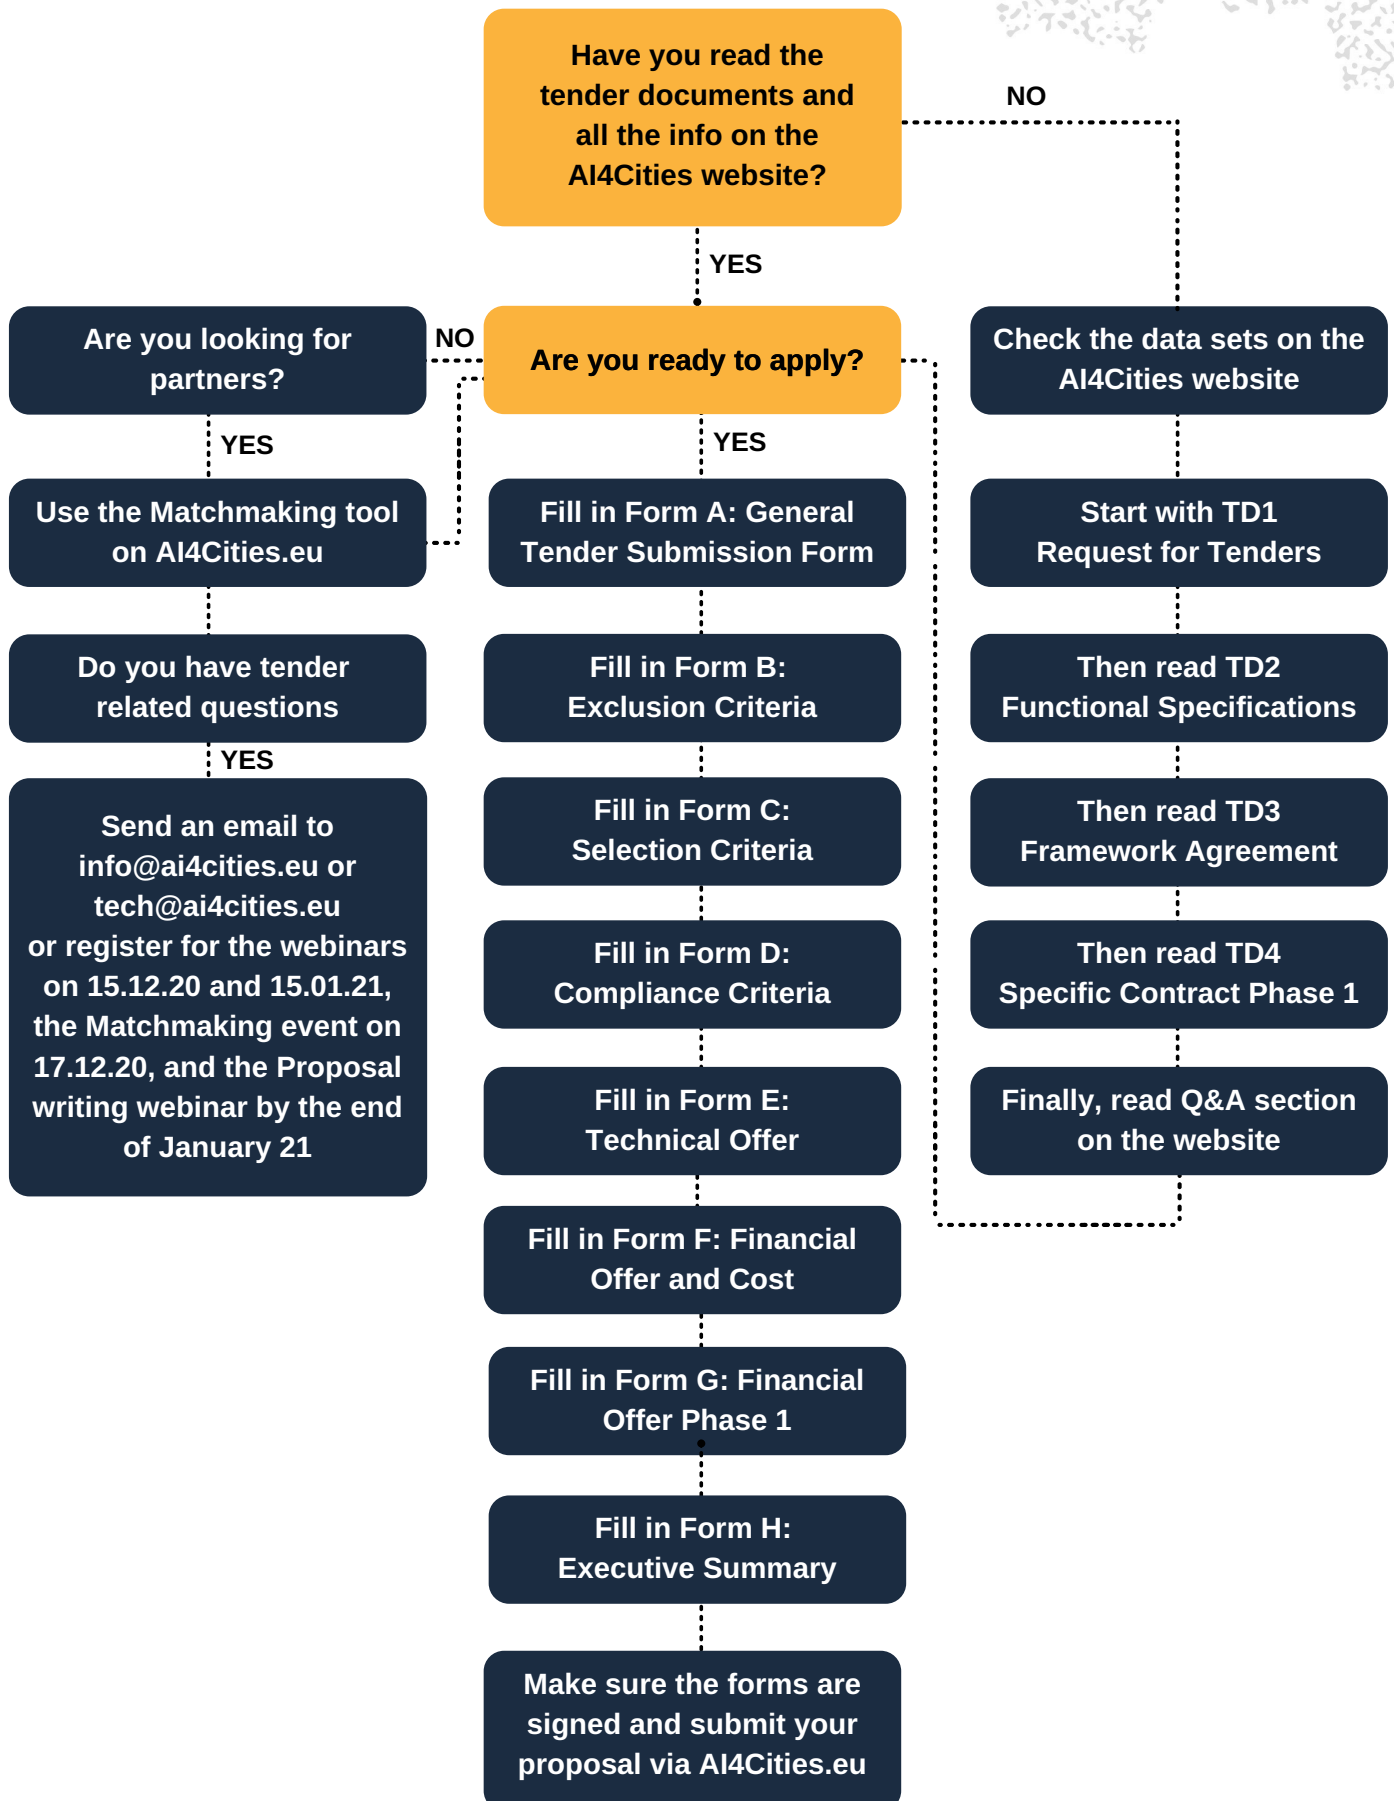 Have you read the
tender documents and
all the info on the
AI4Cities website?
NO
YES
Are you looking for
partners?
NO
Are you ready to apply?
Check the data sets on the
AI4Cities website
YES
YES
Use the Matchmaking tool
on AI4Cities.eu
Fill in Form A: General
Tender Submission Form
Start with TD1
Request for Tenders
Do you have tender
related questions
Fill in Form B:
Exclusion Criteria
Then read TD2
Functional Specifications
YES
Send an email to
info@ai4cities.eu or
tech@ai4cities.eu
or register for the webinars
on 15.12.20 and 15.01.21,
the Matchmaking event on
17.12.20, and the Proposal
writing webinar by the end
of January 21
Fill in Form C:
Selection Criteria
Then read TD3
Framework Agreement
Fill in Form D:
Compliance Criteria
Then read TD4
Specific Contract Phase 1
Fill in Form E:
Technical Offer
Finally, read Q&A section
on the website
Fill in Form F: Financial
Offer and Cost
Fill in Form G: Financial
Offer Phase 1
Fill in Form H:
Executive Summary
Make sure the forms are
signed and submit your
proposal via AI4Cities.eu